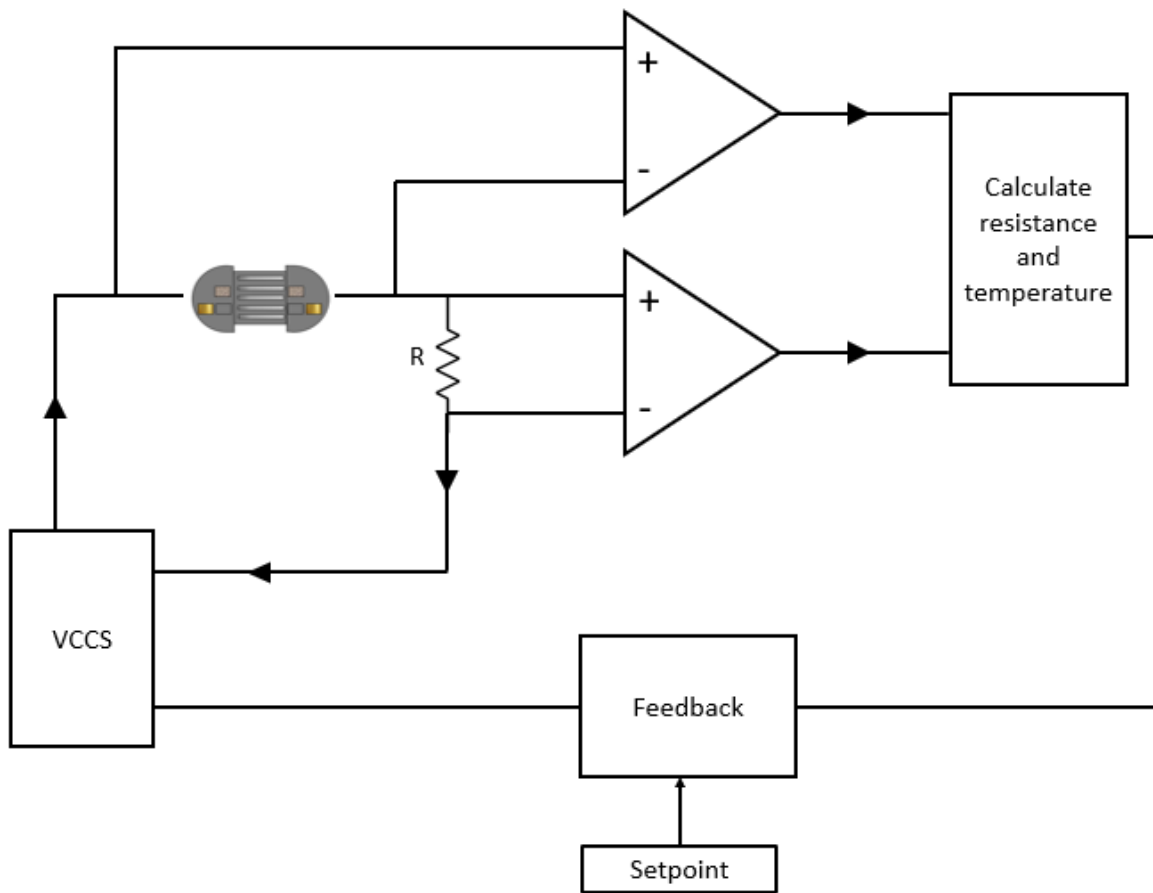 +
-
Calculate
resistance
and
temperature
+
R
-
VCCS
Feedback
Setpoint